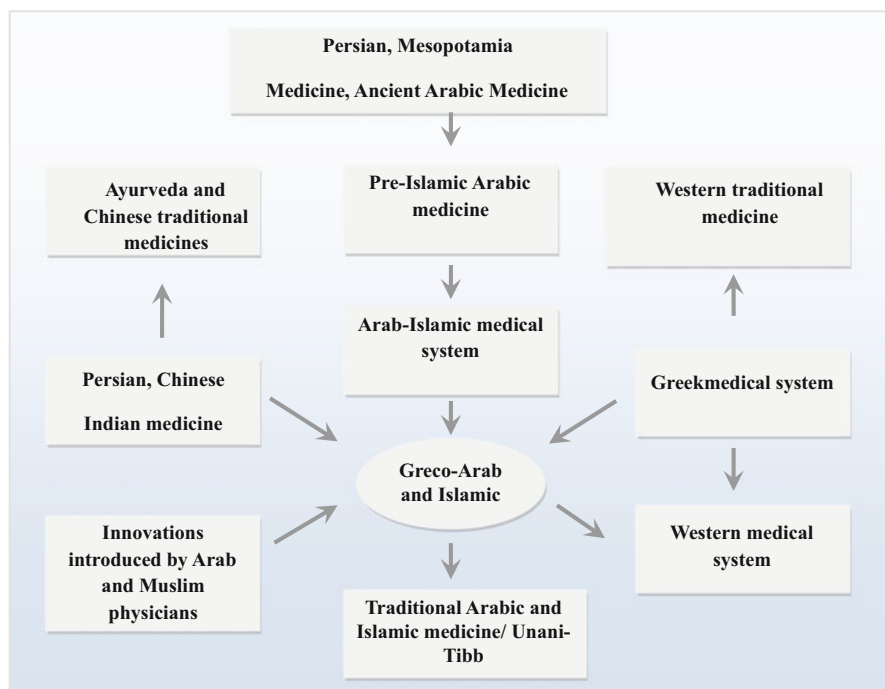 Persian, Mesopotamia
Medicine, Ancient Arabic Medicine
Ayurveda and
Chinese traditional
medicines
Pre-Islamic Arabic
medicine
Western traditional
medicine
Arab-Islamic medical
system
Persian, Chinese
Indian medicine
Greekmedical system
Greco-Arab
and Islamic
Innovations
introduced by Arab
and Muslim
physicians
Western medical
system
Traditional Arabic and
Islamic medicine/ Unani-
Tibb